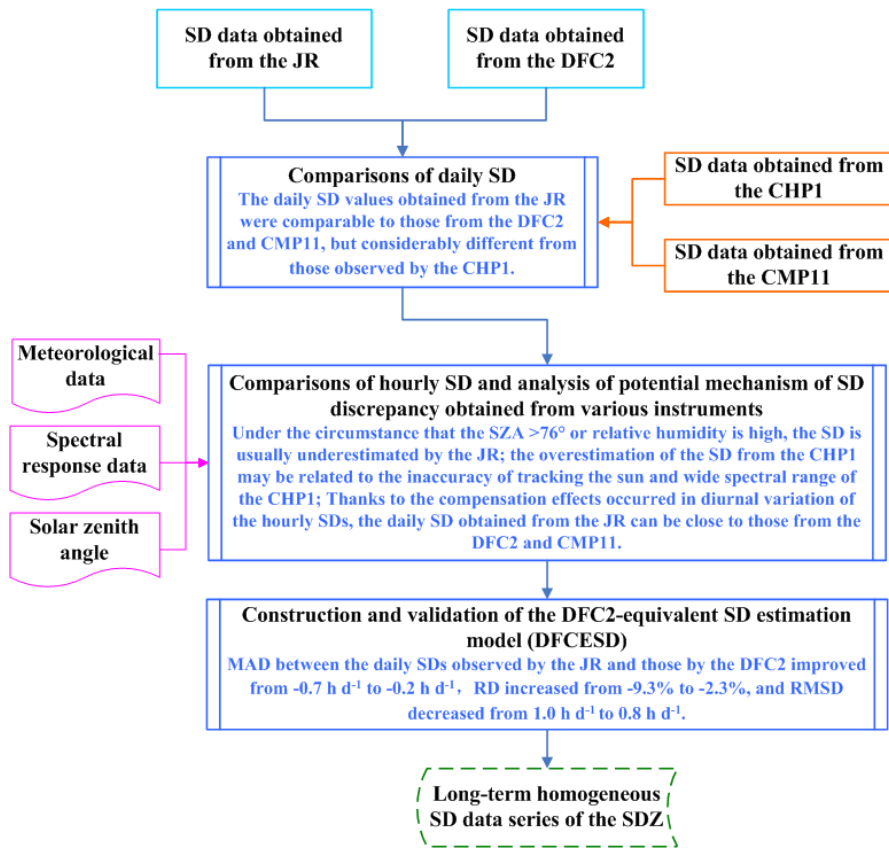 SD data obtained
from the JR
SD data obtained
from the DFC2
Comparisons of daily SD
The daily SD values obtained from the JR
were comparable to those from the DFC2
and CMP11, but considerably different from
those observed by the CHP1.
SD data obtained from
the CHP1
SD data obtained from
the CMP11
Meteorological
data
Spectral
response data
Solar zenith
angle
Comparisons of hourly SD and analysis of potential mechanism of SD
discrepancy obtained from various instruments
Under the circumstance that the SZA >76° or relative humidity is high, the SD is
usually underestimated by the JR; the overestimation of the SD from the CHP1
may be related to the inaccuracy of tracking the sun and wide spectral range of
the CHP1; Thanks to the compensation effects occurred in diurnal variation of
the hourly SDs, the daily SD obtained from the JR can be close to those from the
DFC2 and CMP11.
Construction and validation of the DFC2-equivalent SD estimation
model (DFCESD)
MAD between the daily SDs observed by the JR and those by the DFC2 improved
from -0.7 h d⁻¹ to -0.2 h d⁻¹, RD increased from -9.3% to -2.3%, and RMSD
decreased from 1.0 h d⁻¹ to 0.8 h d⁻¹.
Long-term homogeneous
SD data series of the SDZ